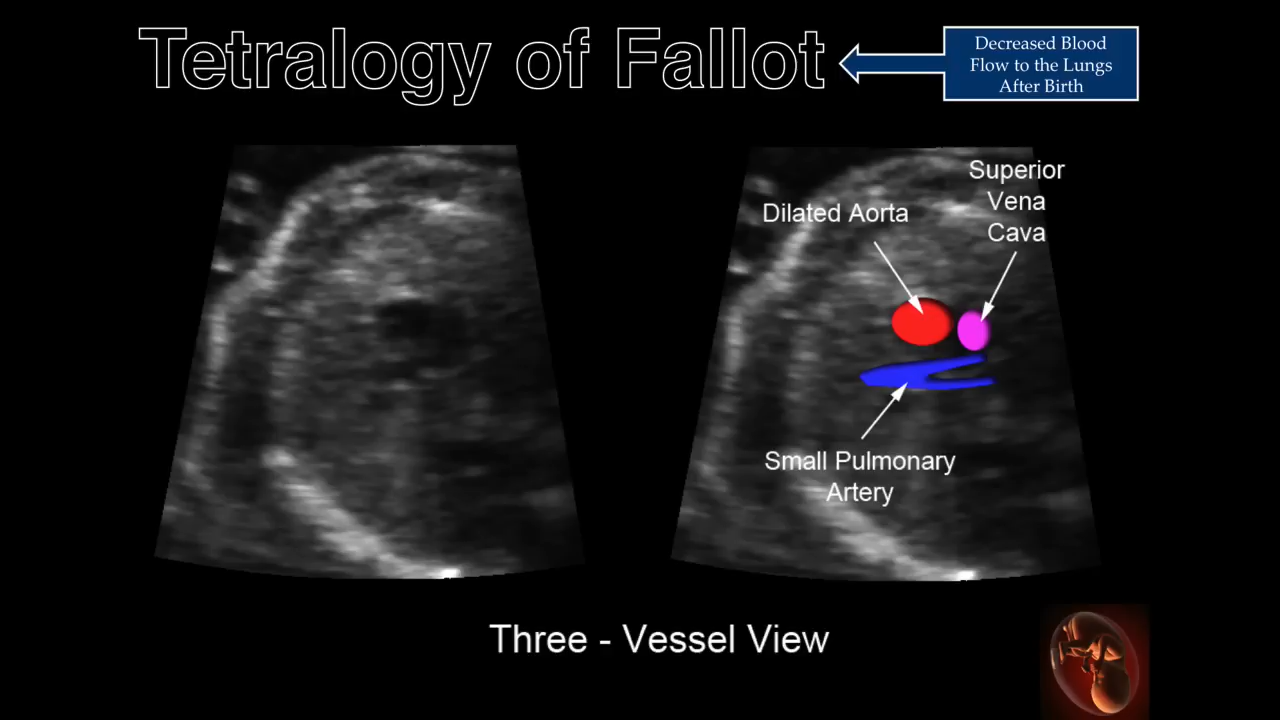 Tetralogy of Fallot
Decreased Blood
Flow to the Lungs
After Birth
Superior
Vena
Cava
Dilated Aorta
Small Pulmonary
Artery
Three - Vessel View